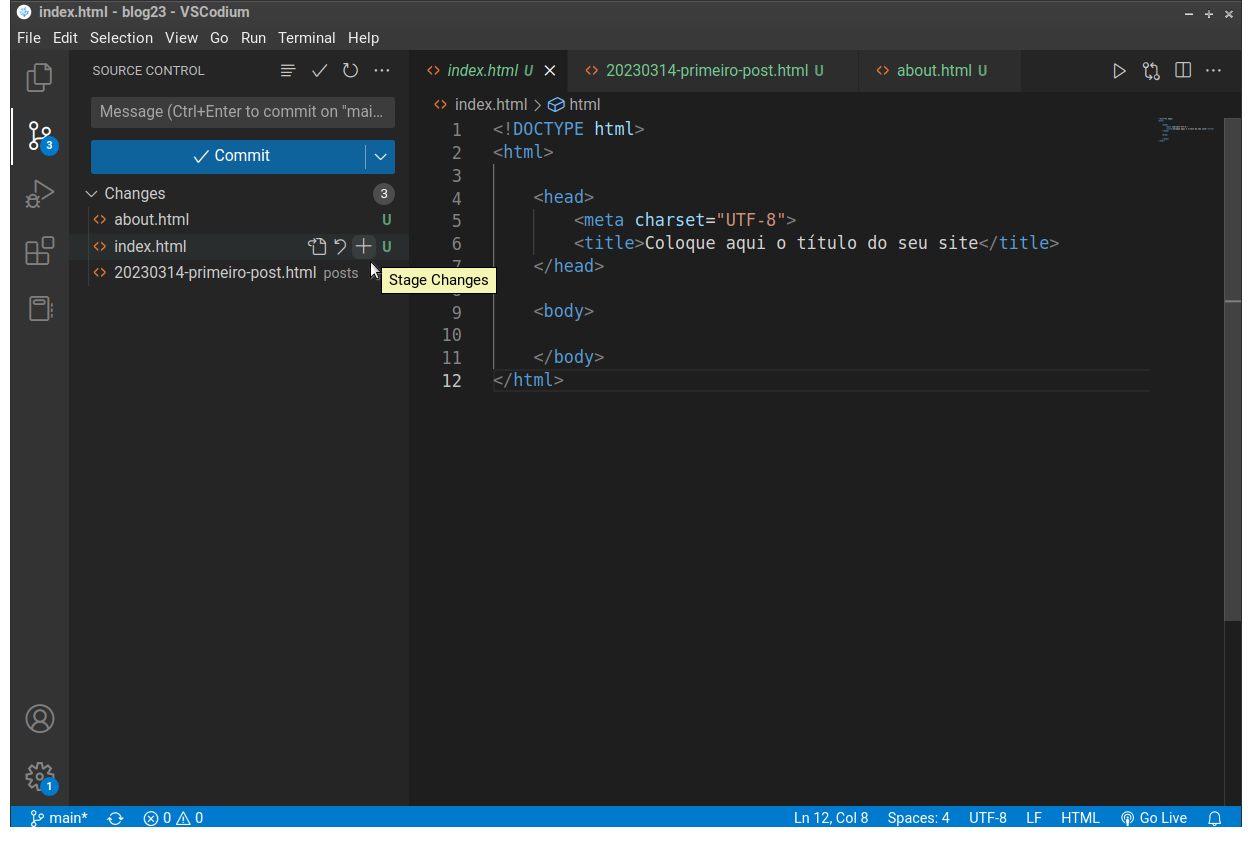 index.html - blog23 - VSCodium
File Edit Selection View Go Run Terminal Help
SOURCE CONTROL
Message (Ctrl+Enter to commit on "mai...
Commit
Changes 3
about.html U
index.html U
20230314-primeiro-post.html posts
Stage Changes
3
1
index.html U 20230314-primeiro-post.html U about.html U
index.html > html
1 <!DOCTYPE html>
2 <html>
3
4 <head>
5 <meta charset="UTF-8">
6 <title>Coloque aqui o título do seu site</title>
7 </head>
9 <body>
10
11 </body>
12 </html>
main* 0 0 Ln 12, Col 8 Spaces: 4 UTF-8 LF HTML Go Live